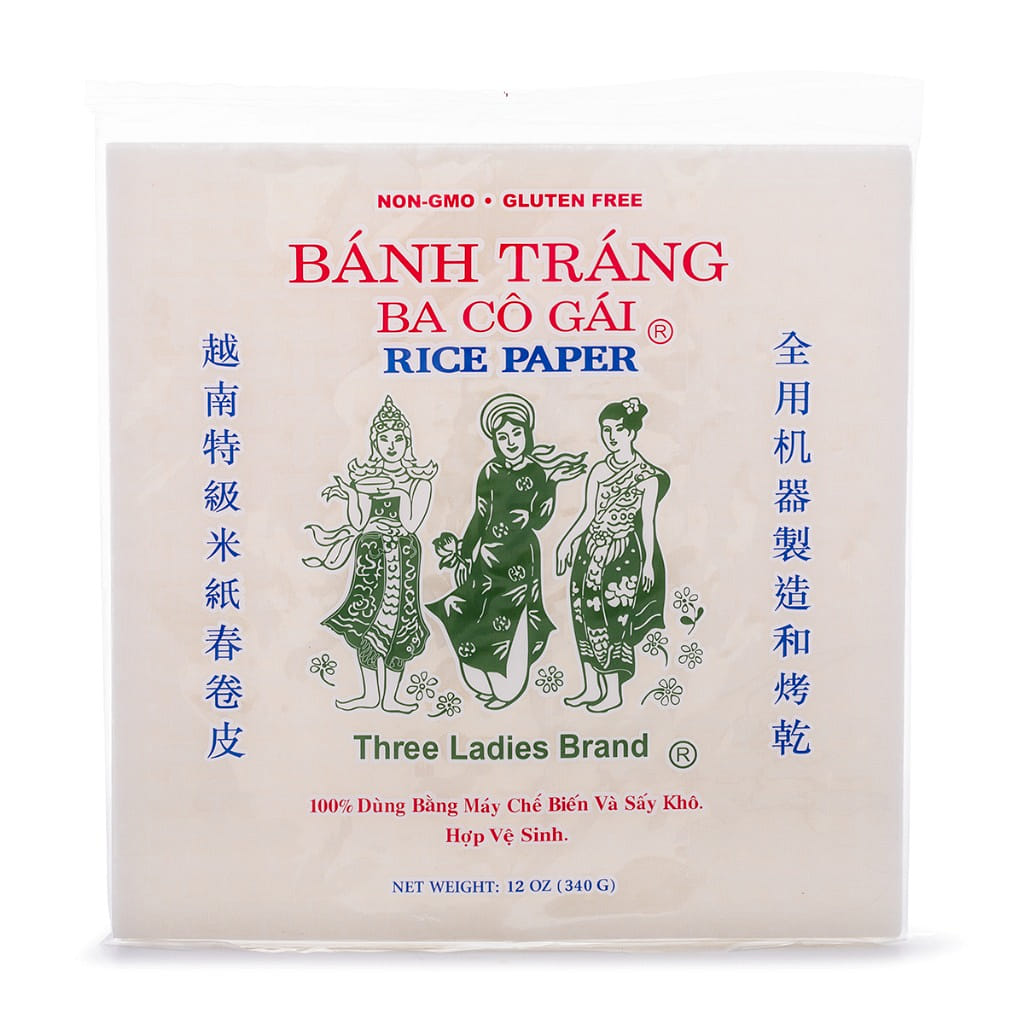 NON-GMO • GLUTEN FREE
BÁNH TRÁNG
BA CÔ GÁI ®
RICE PAPER
越南特級米紙春卷皮
全用机器製造和烤乾
Three Ladies Brand ®
100% Dùng Bằng Máy Chế Biến Và Sấy Khô.
Hợp Vệ Sinh.
NET WEIGHT: 12 OZ (340 G)